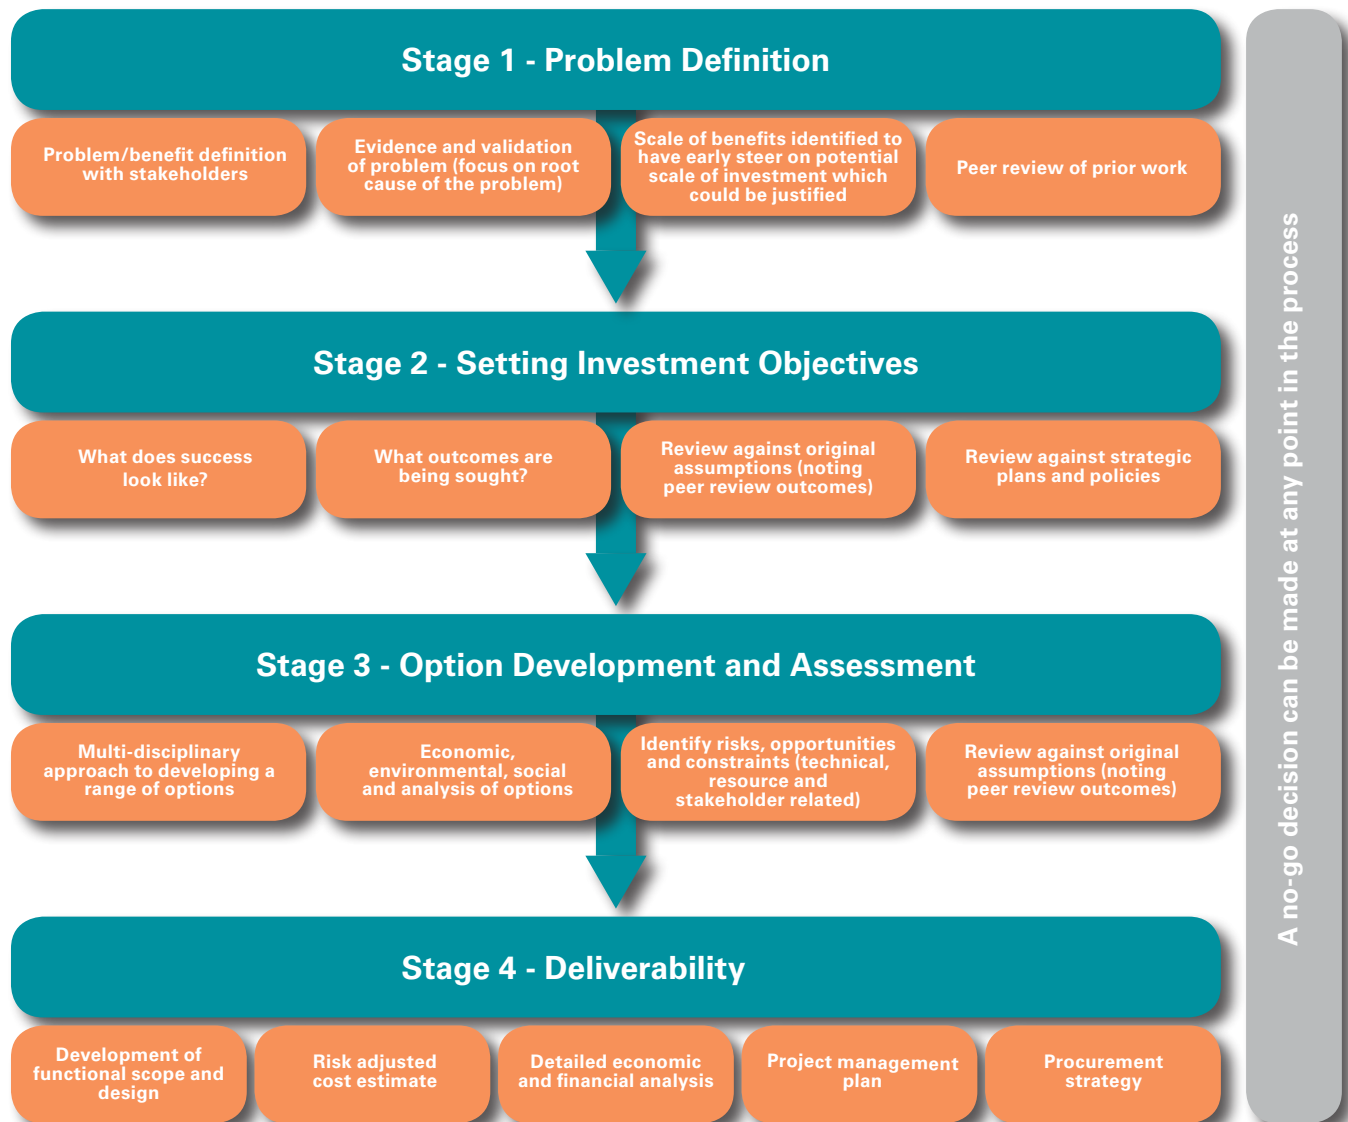 Stage 1 - Problem Definition
Problem/benefit definition
with stakeholders
Evidence and validation
of problem (focus on root
cause of the problem)
Scale of benefits identified to
have early steer on potential
scale of investment which
could be justified
Peer review of prior work
Stage 2 - Setting Investment Objectives
What does success
look like?
What outcomes are
being sought?
Review against original
assumptions (noting
peer review outcomes)
Review against strategic
plans and policies
Stage 3 - Option Development and Assessment
Multi-disciplinary
approach to developing a
range of options
Economic,
environmental, social
and analysis of options
Identify risks, opportunities
and constraints (technical,
resource and
stakeholder related)
Review against original
assumptions (noting
peer review outcomes)
Stage 4 - Deliverability
Development of
functional scope and
design
Risk adjusted
cost estimate
Detailed economic
and financial analysis
Project management
plan
Procurement
strategy
A no-go decision can be made at any point in the process